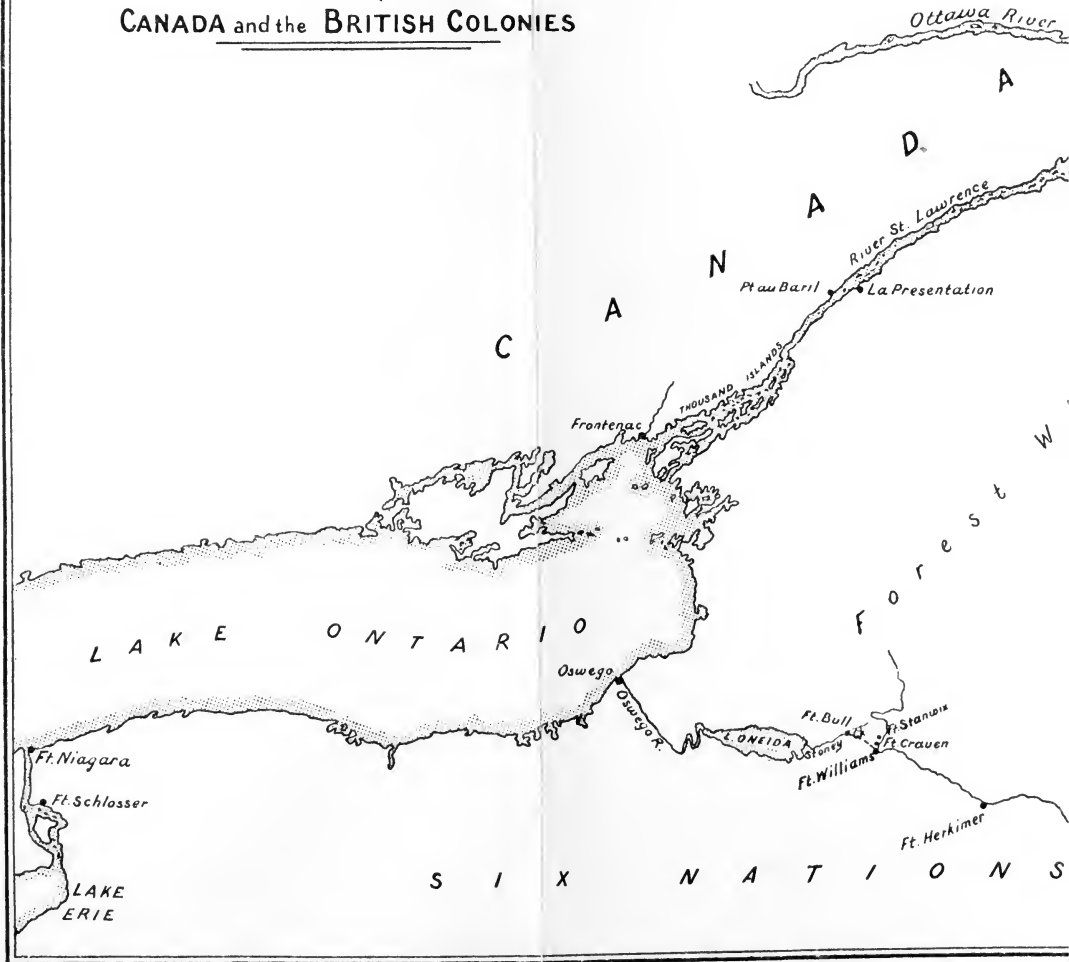 CANADA and the BRITISH COLONIES
Ottawa River
CANADA
River St. Lawrence
Pt au Baril
La Presentation
THOUSAND ISLANDS
Frontenac
Forest W
LAKE ONTARIO
Oswego
Oswego R.
L. ONEIDA
Stoney
Ft. Bull
Ft. Stanwix
Ft Craven
Ft. Williams
Ft. Herkimer
Ft. Niagara
Ft. Schlosser
SIX NATIONS
LAKE
ERIE